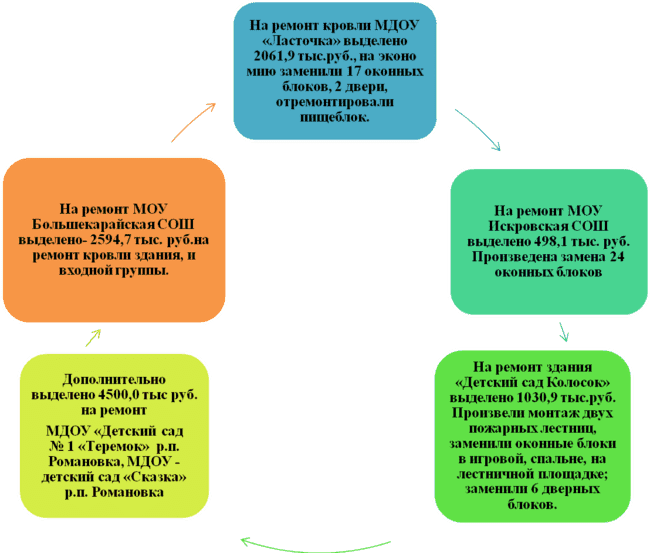 На ремонт кровли МДОУ
«Ласточка» выделено
2061,9 тыс.руб., на эконо
мию заменили 17 оконных
блоков, 2 двери,
отремонтировали
пищеблок.
На ремонт МОУ
Искровская СОШ
выделено 498,1 тыс. руб.
Произведена замена 24
оконных блоков
На ремонт здания
«Детский сад Колосок»
выделено 1030,9 тыс.руб.
Произвели монтаж двух
пожарных лестниц,
заменили оконные блоки
в игровой, спальне, на
лестничной площадке;
заменили 6 дверных
блоков.
Дополнительно
выделено 4500,0 тыс руб.
на ремонт
МДОУ «Детский сад
№ 1 «Теремок» р.п.
Романовка, МДОУ -
детский сад «Сказка»
р.п. Романовка
На ремонт МОУ
Большекарайская СОШ
выделено- 2594,7 тыс. руб.на
ремонт кровли здания, и
входной группы.